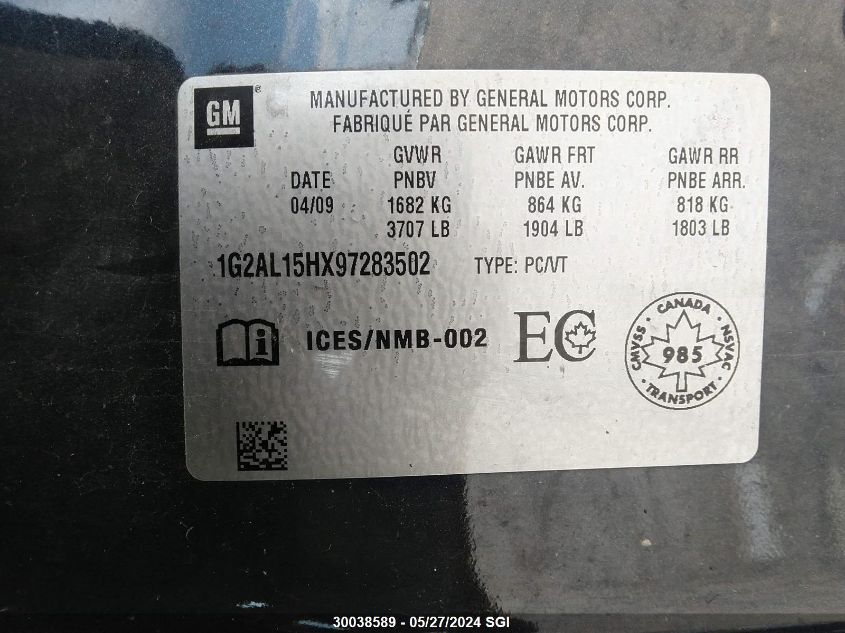 GM ®
MANUFACTURED BY GENERAL MOTORS CORP.
FABRIQUÉ PAR GENERAL MOTORS CORP.
GVWR GAWR FRT GAWR RR
DATE PNBV PNBE AV. PNBE ARR.
04/09 1682 KG 864 KG 818 KG
3707 LB 1904 LB 1803 LB
1G2AL15HX97283502 TYPE: PC/VT
i ICES/NMB-002 EC
CANADA
CMVSS 985 NSVAC
TRANSPORT
30038589 - 05/27/2024 SGI